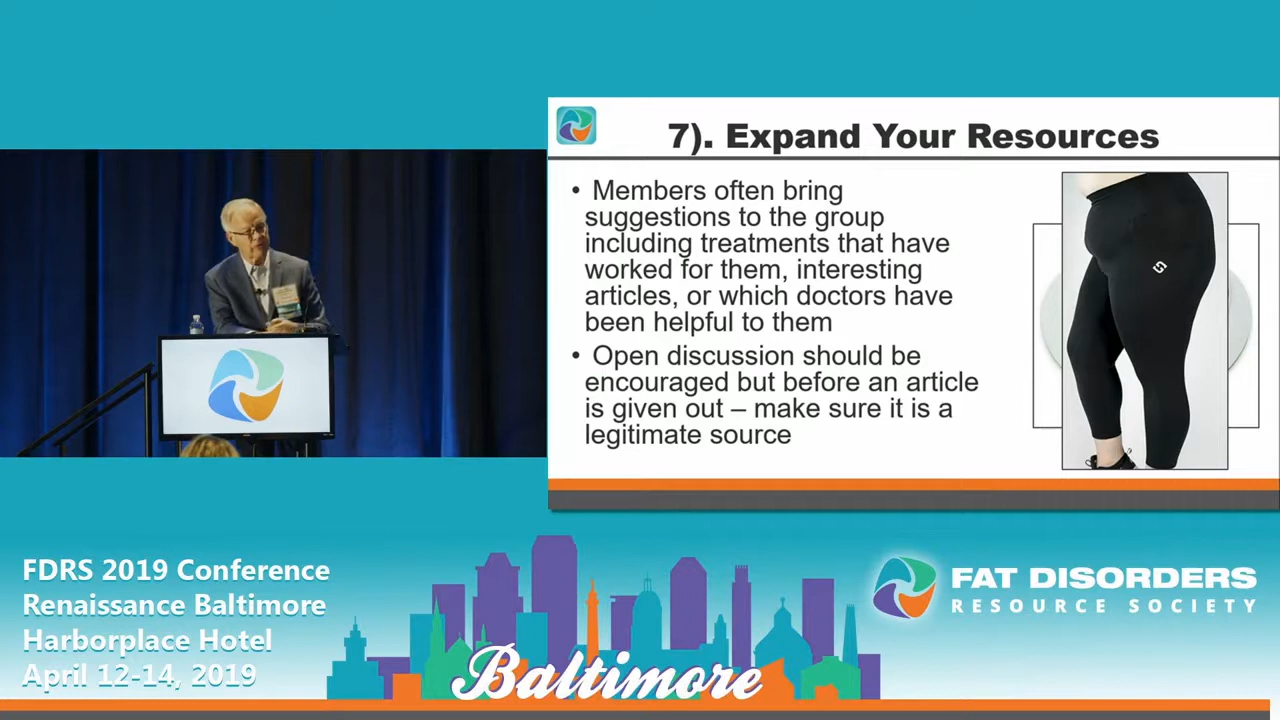 7). Expand Your Resources
• Members often bring
suggestions to the group
including treatments that have
worked for them, interesting
articles, or which doctors have
been helpful to them
• Open discussion should be
encouraged but before an article
is given out – make sure it is a
legitimate source
FDRS 2019 Conference
Renaissance Baltimore
Harborplace Hotel
April 12-14, 2019
Baltimore
FAT DISORDERS
RESOURCE SOCIETY